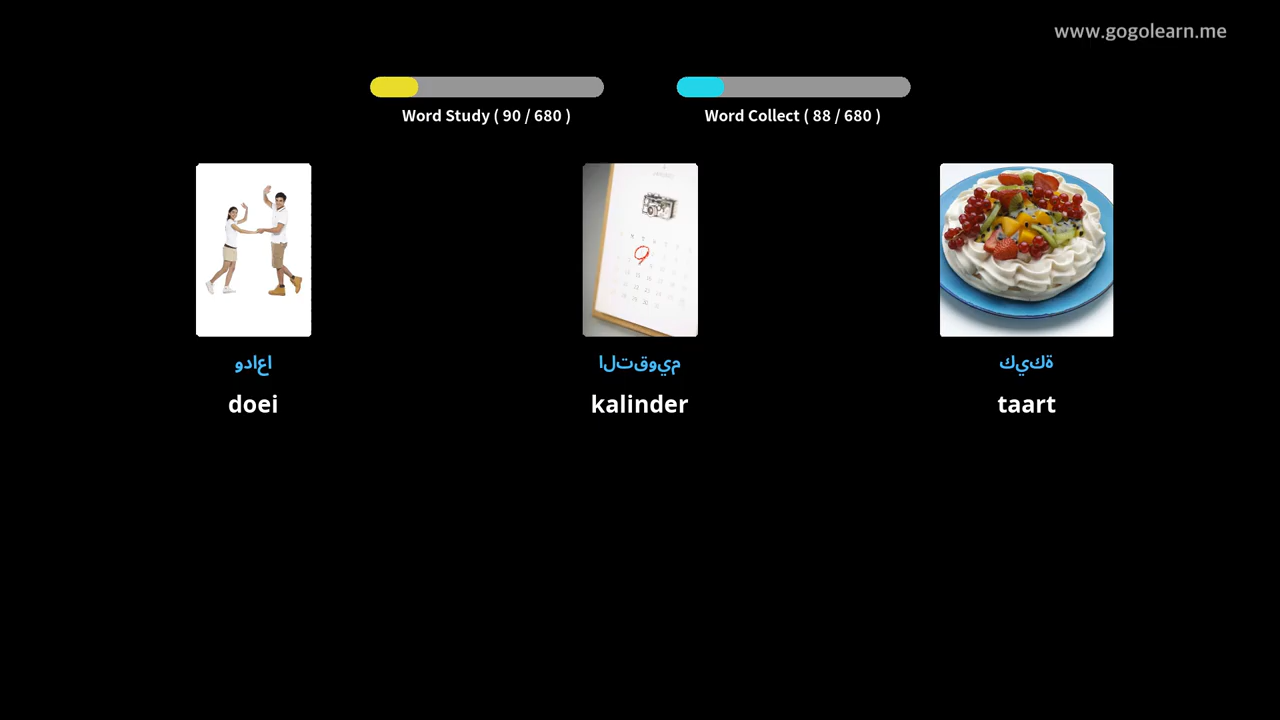 www.gogolearn.me
Word Study ( 90 / 680 )
Word Collect ( 88 / 680 )
وداعا
التقويم
كيكة
doei
kalinder
taart